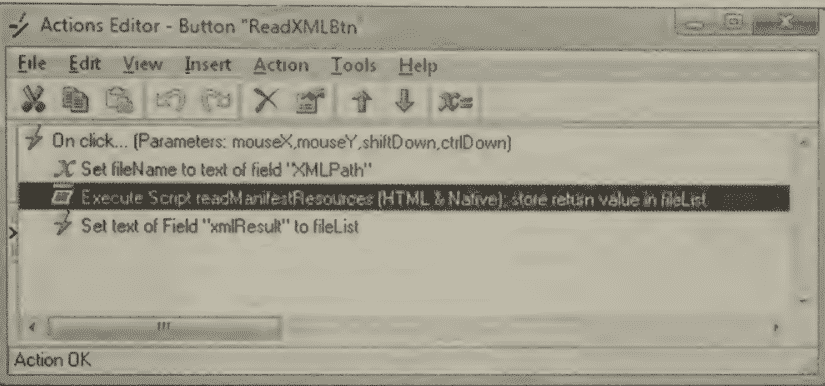 Actions Editor - Button "ReadXMLBtn
File Edit View Insert Action Tools Help
x=
On click... (Parameters: mouseX,mouseY,shiftDown,ctrlDown)
x Set fileName to text of field "XMLPath"
Execute Script readManifestResources (HTML & Native); store return value in fileList
Set text of Field "xmlResult" to fileList
Action OK